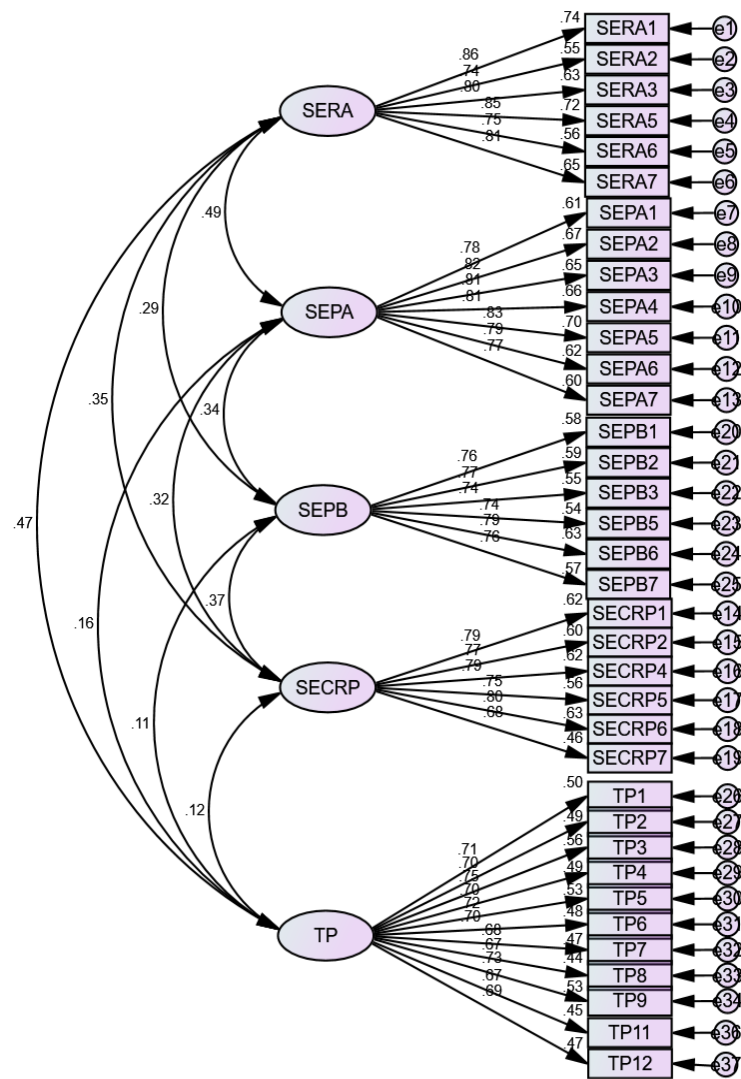 .74 SERA1 e1
.86 .55 SERA2 e2
.74 .63 SERA3 e3
.80
SERA .85 .72 SERA5 e4
.75 .56 SERA6 e5
.81 .65 SERA7 e6
.49 .61 SEPA1 e7
.78 .67 SEPA2 e8
.82 .65 SEPA3 e9
.81
.29 SEPA .81 .66 SEPA4 e10
.83 .70 SEPA5 e11
.79 .62 SEPA6 e12
.77 .60 SEPA7 e13
.35 .34 .58 SEPB1 e20
.76 .59 SEPB2 e21
.77 .55 SEPB3 e22
.74
.32 SEPB .74 .54 SEPB5 e23
.47 .79 .63 SEPB6 e24
.76 .57 SEPB7 e25
.37 .62 SECRP1 e14
.16 .79 .60 SECRP2 e15
.77 .62 SECRP4 e16
.79
SECRP .75 .56 SECRP5 e17
.80 .63 SECRP6 e18
.11 .68 .46 SECRP7 e19
.12 .50 TP1 e26
.49 TP2 e27
.71 .56 TP3 e28
.70 .49 TP4 e29
.75 .53 TP5 e30
.70
.72
.70 .48 TP6 e31
TP .68 .47 TP7 e32
.67 .44 TP8 e33
.73 .53 TP9 e34
.67 .45 TP11 e36
.69 .47 TP12 e37